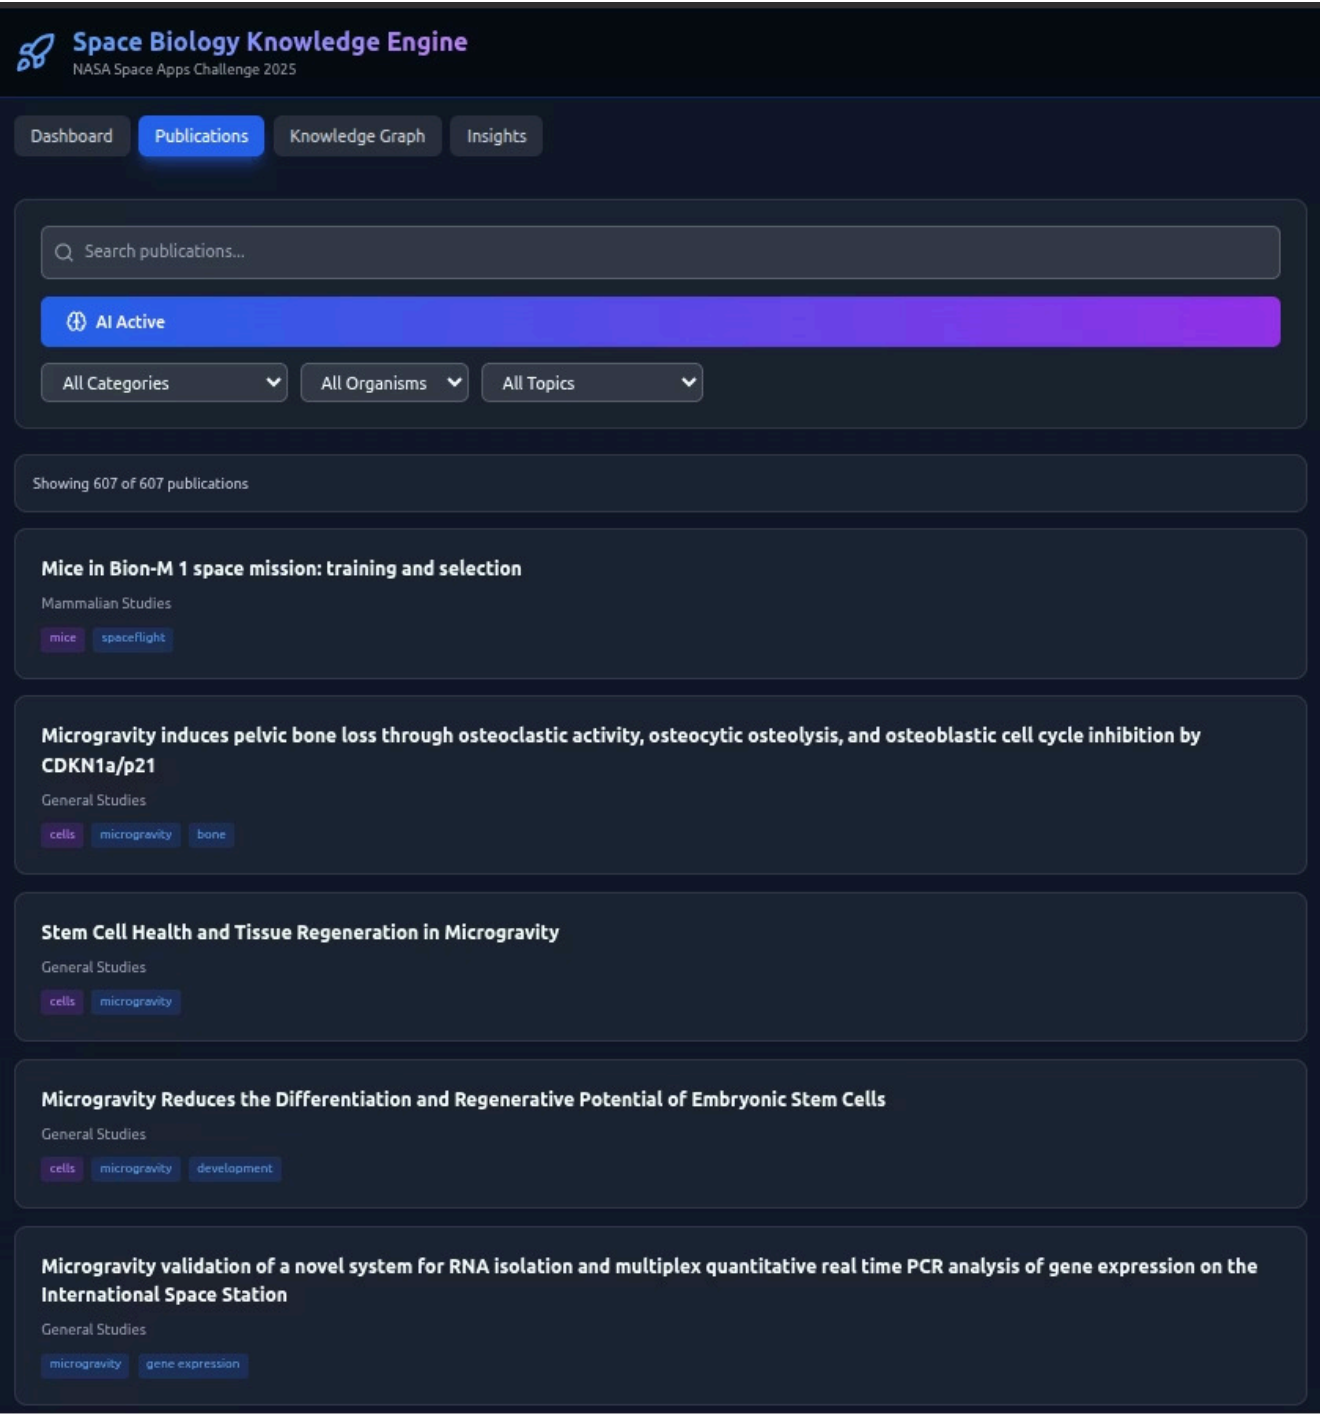 Space Biology Knowledge Engine
NASA Space Apps Challenge 2025
Dashboard
Publications
Knowledge Graph
Insights
Search publications...
AI Active
All Categories
All Organisms
All Topics
Showing 607 of 607 publications
Mice in Bion-M 1 space mission: training and selection
Mammalian Studies
mice
spaceflight
Microgravity induces pelvic bone loss through osteoclastic activity, osteocytic osteolysis, and osteoblastic cell cycle inhibition by
CDKN1a/p21
General Studies
cells
microgravity
bone
Stem Cell Health and Tissue Regeneration in Microgravity
General Studies
cells
microgravity
Microgravity Reduces the Differentiation and Regenerative Potential of Embryonic Stem Cells
General Studies
cells
microgravity
development
Microgravity validation of a novel system for RNA isolation and multiplex quantitative real time PCR analysis of gene expression on the
International Space Station
General Studies
microgravity
gene expression